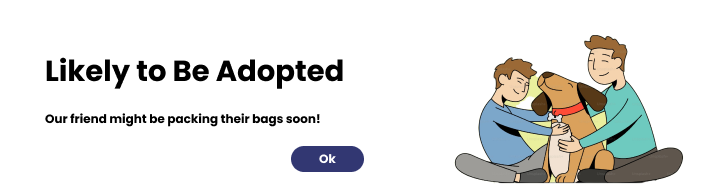 Likely to Be Adopted
Our friend might be packing their bags soon!
Ok